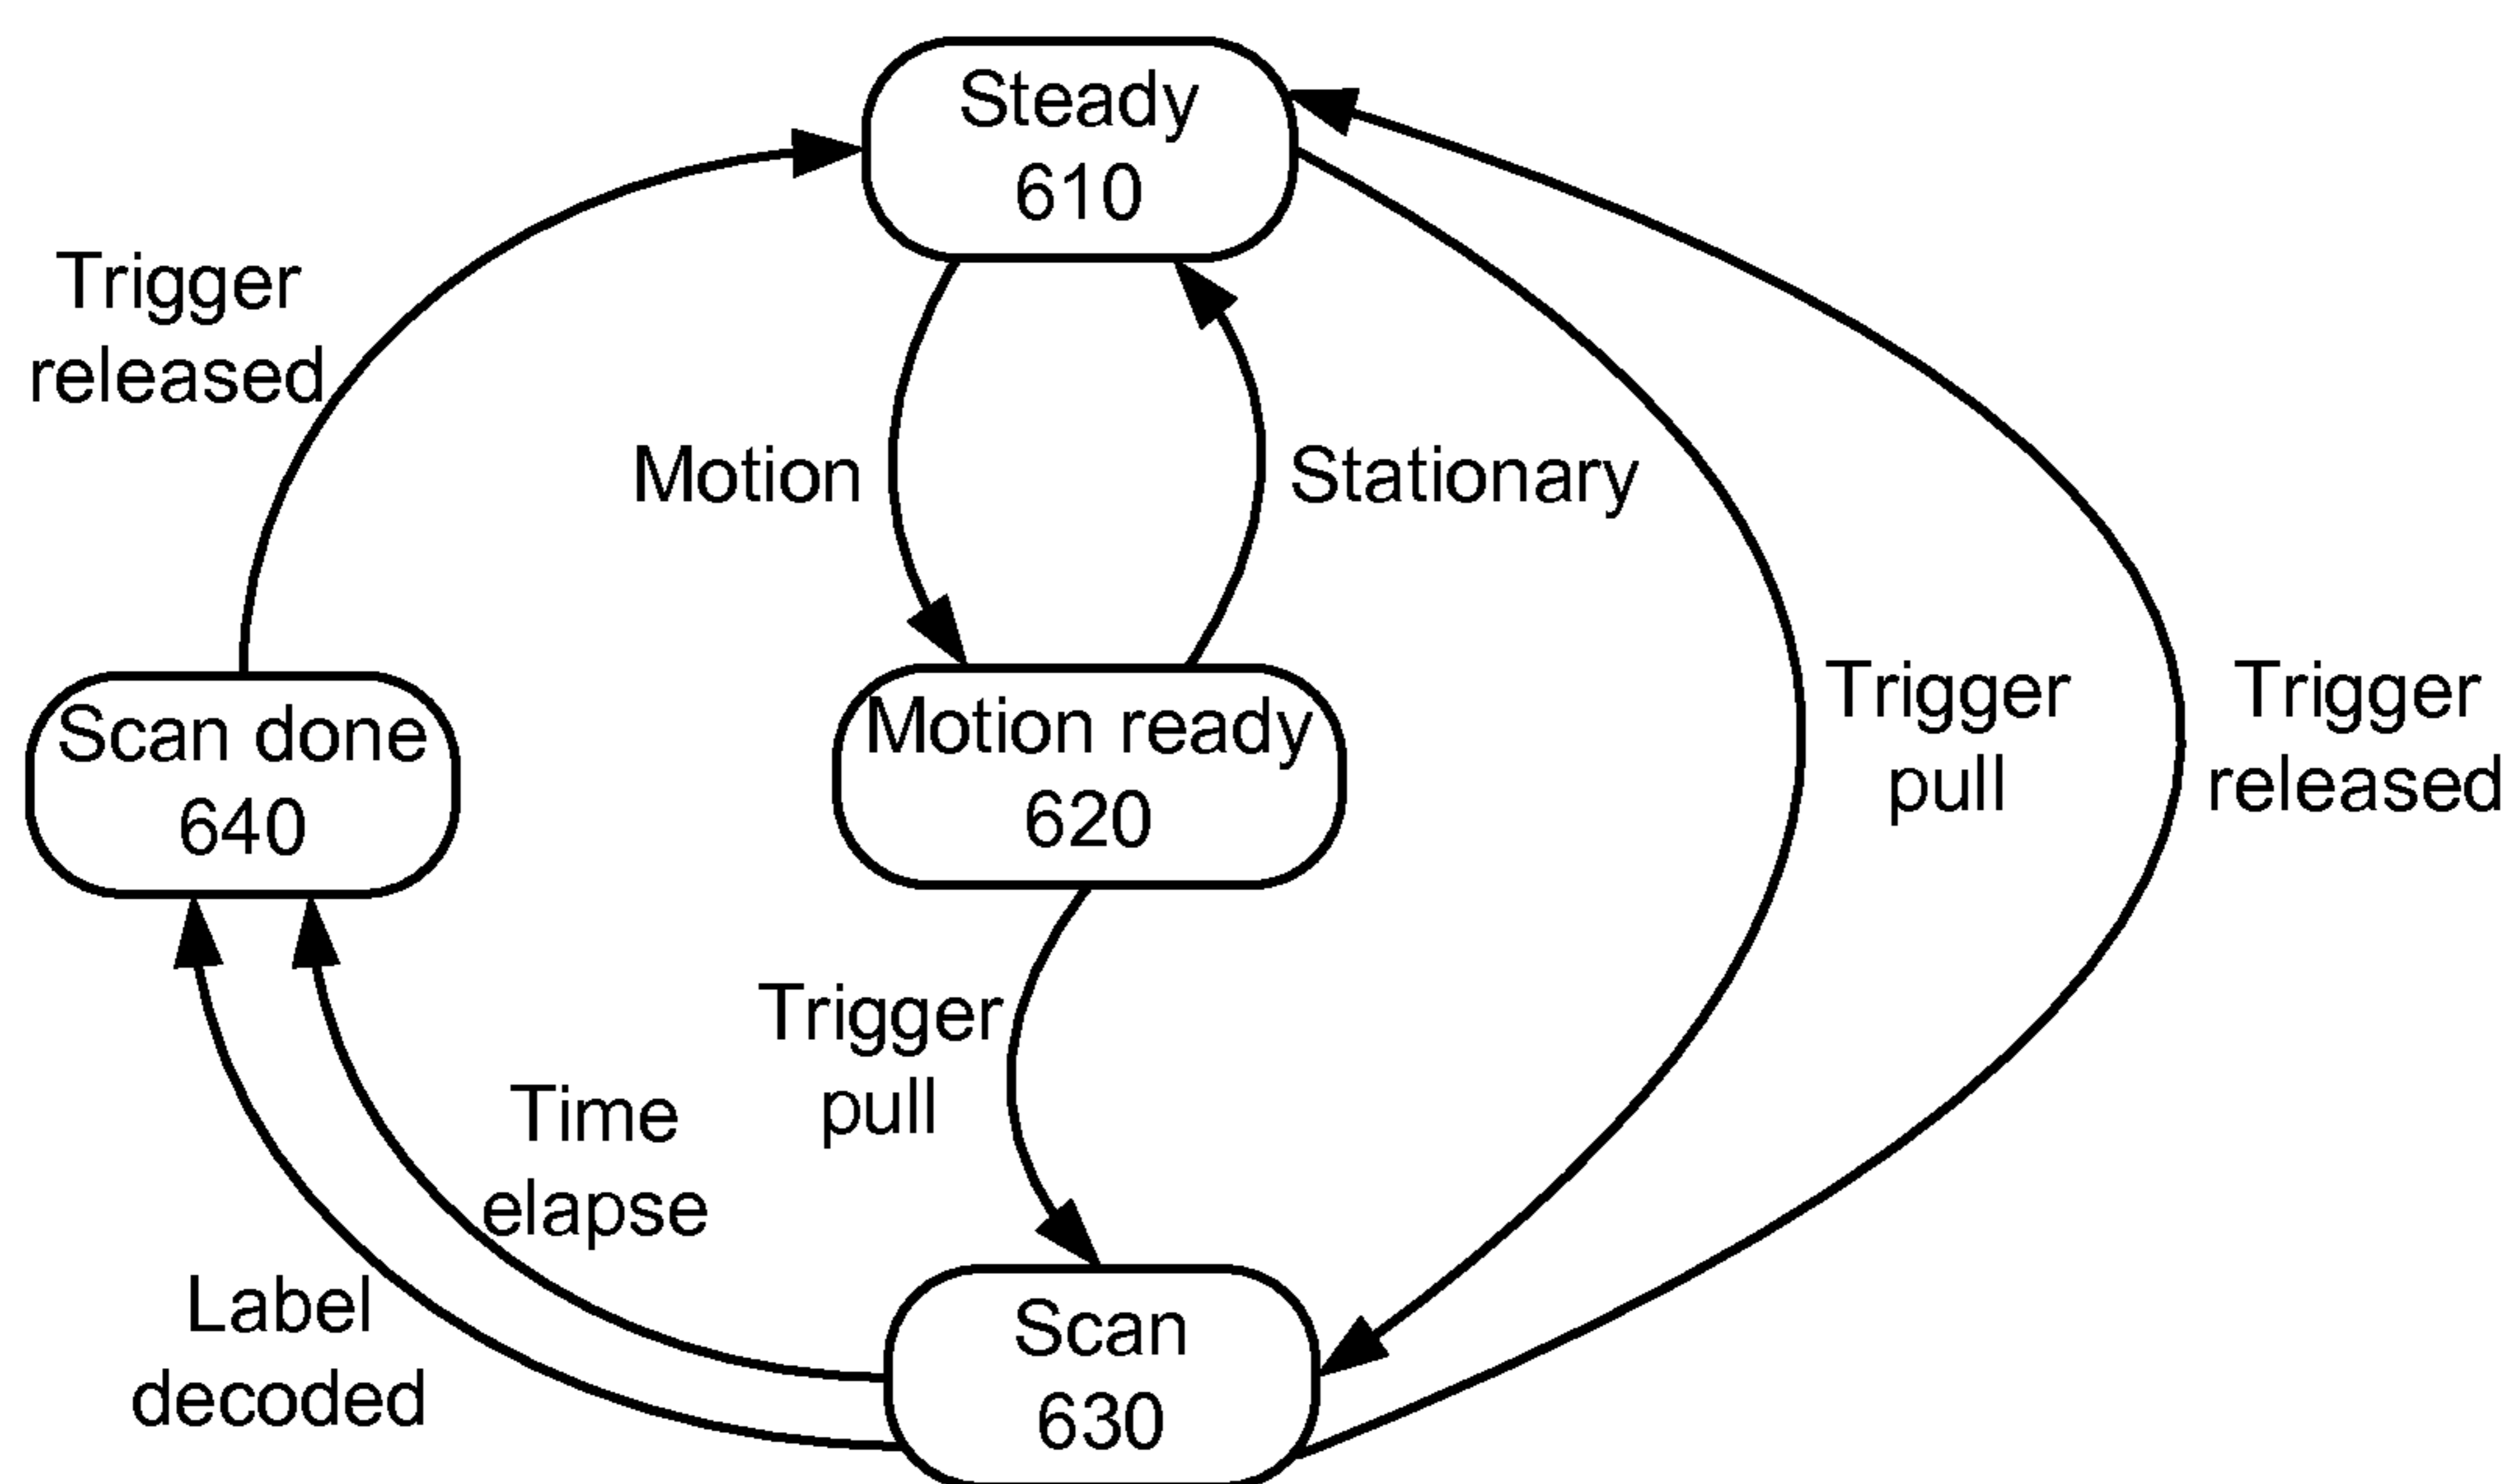 Steady
610
Trigger
released
Motion
Stationary
Trigger
pull
Trigger
released
Scan done
640
Motion ready
620
Trigger
pull
Time
elapse
Label
decoded
Scan
630